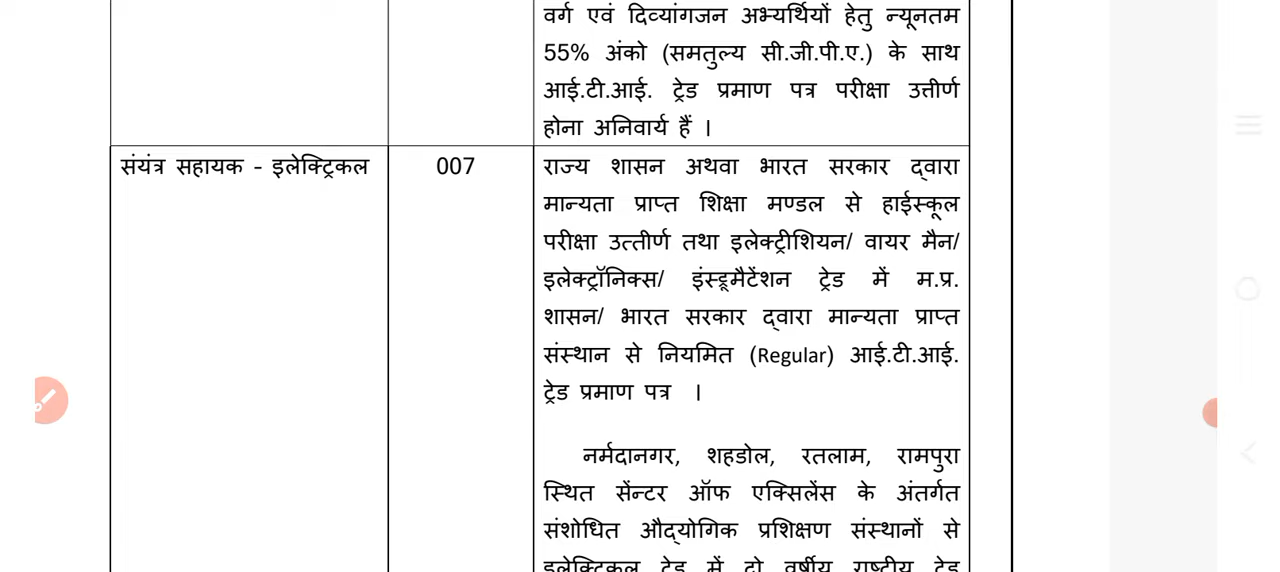 वर्ग एवं दिव्यांगजन अभ्यर्थियों हेतु न्यूनतम
55% अंको (समतुल्य सी.जी.पी.ए.) के साथ
आई.टी.आई. ट्रेड प्रमाण पत्र परीक्षा उत्तीर्ण
होना अनिवार्य हैं ।
संयंत्र सहायक - इलेक्ट्रिकल
007
राज्य शासन अथवा भारत सरकार द्वारा
मान्यता प्राप्त शिक्षा मण्डल से हाईस्कूल
परीक्षा उत्तीर्ण तथा इलेक्ट्रीशियन/ वायर मैन/
इलेक्ट्रॉनिक्स/ इंस्ड्रूमैटेंशन ट्रेड में म.प्र.
शासन/ भारत सरकार द्वारा मान्यता प्राप्त
संस्थान से नियमित (Regular) आई.टी.आई.
ट्रेड प्रमाण पत्र ।
नर्मदानगर, शहडोल, रतलाम, रामपुरा
स्थित सेंन्टर ऑफ एक्सिलेंस के अंतर्गत
संशोधित औद्योगिक प्रशिक्षण संस्थानों से
इलेक्ट्रिकल ट्रेड में दो वर्षीय राष्ट्रीय ट्रेड